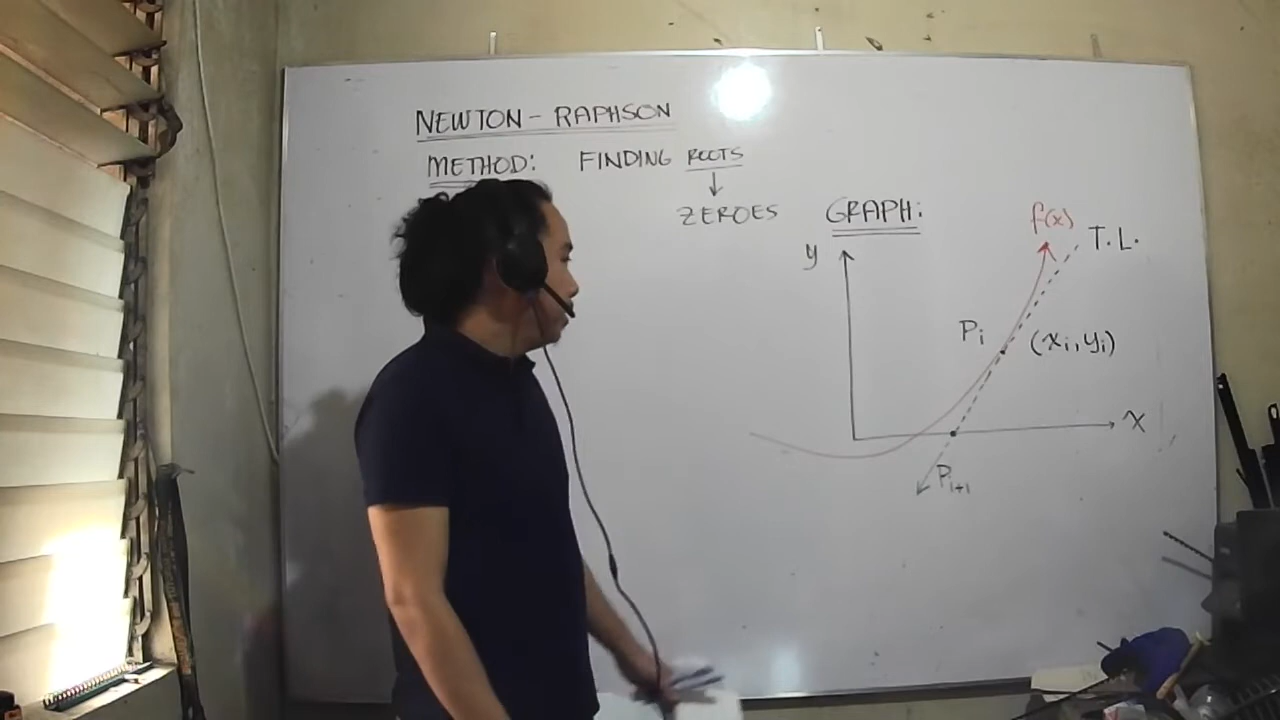 NEWTON - RAPHSON
METHOD: FINDING ROOTS
↓
ZEROES
GRAPH:
f(x)
T.L.
y
Pi
(xi, yi)
x
Pi+1